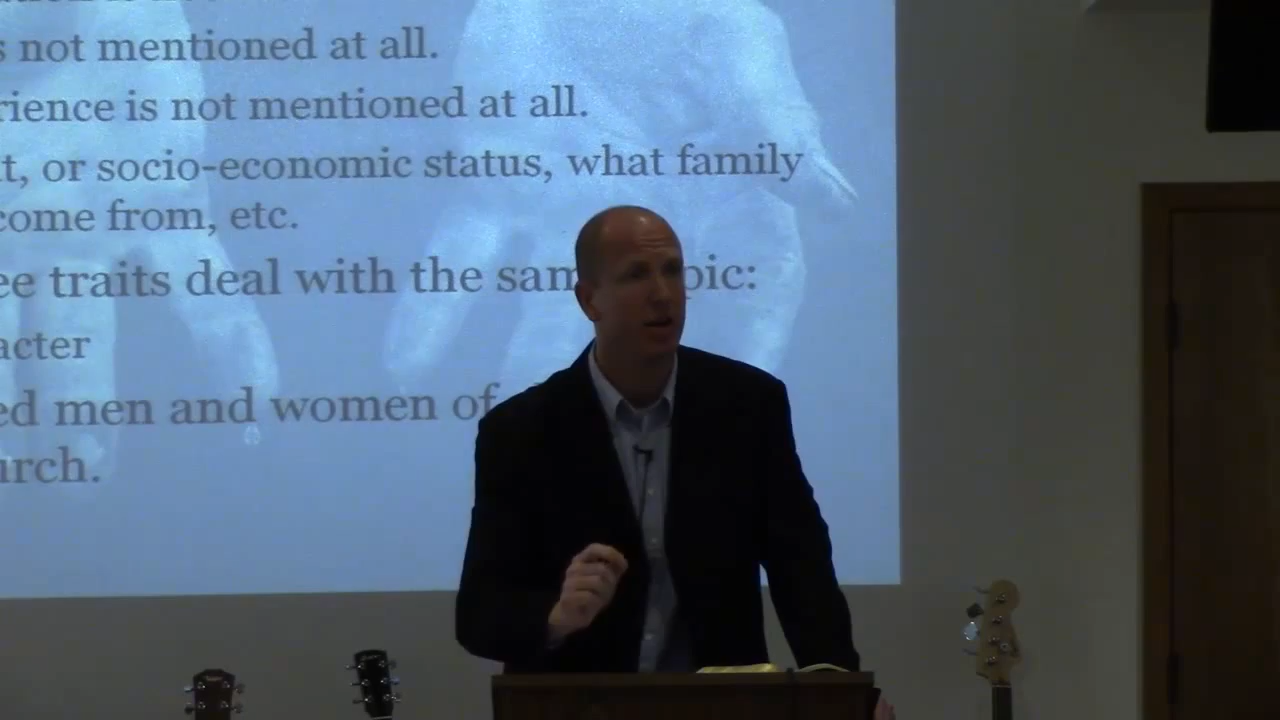 s not mentioned at all.
rience is not mentioned at all.
t, or socio-economic status, what family
come from, etc.
ee traits deal with the sam pic:
acter
ed men and women of
urch.